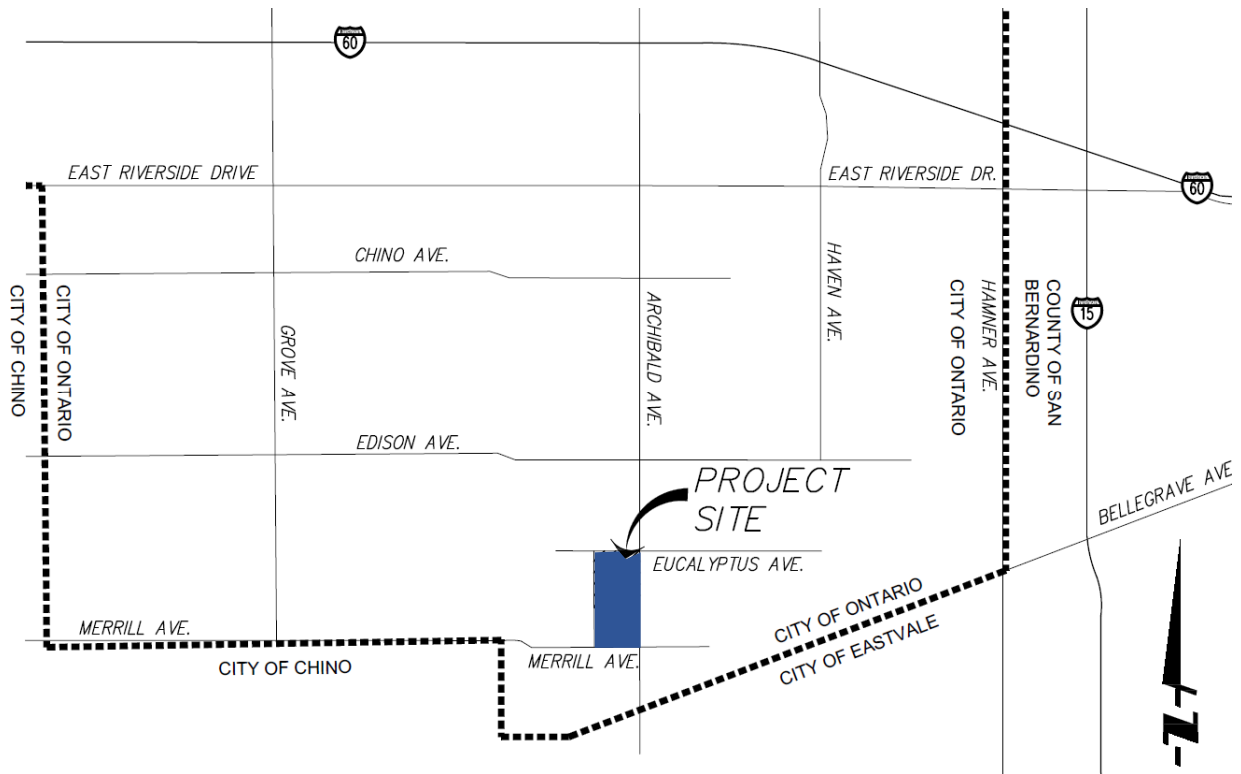 60
EAST RIVERSIDE DRIVE
EAST RIVERSIDE DR.
60
CHINO AVE.
HAVEN AVE.
CITY OF CHINO
CITY OF ONTARIO
GROVE AVE.
ARCHIBALD AVE.
CITY OF ONTARIO
HAMNER AVE.
COUNTY OF SAN
BERNARDINO
15
EDISON AVE.
PROJECT
SITE
BELLEGRAVE AVE
EUCALYPTUS AVE.
MERRILL AVE.
CITY OF CHINO
MERRILL AVE.
CITY OF ONTARIO
CITY OF EASTVALE
N